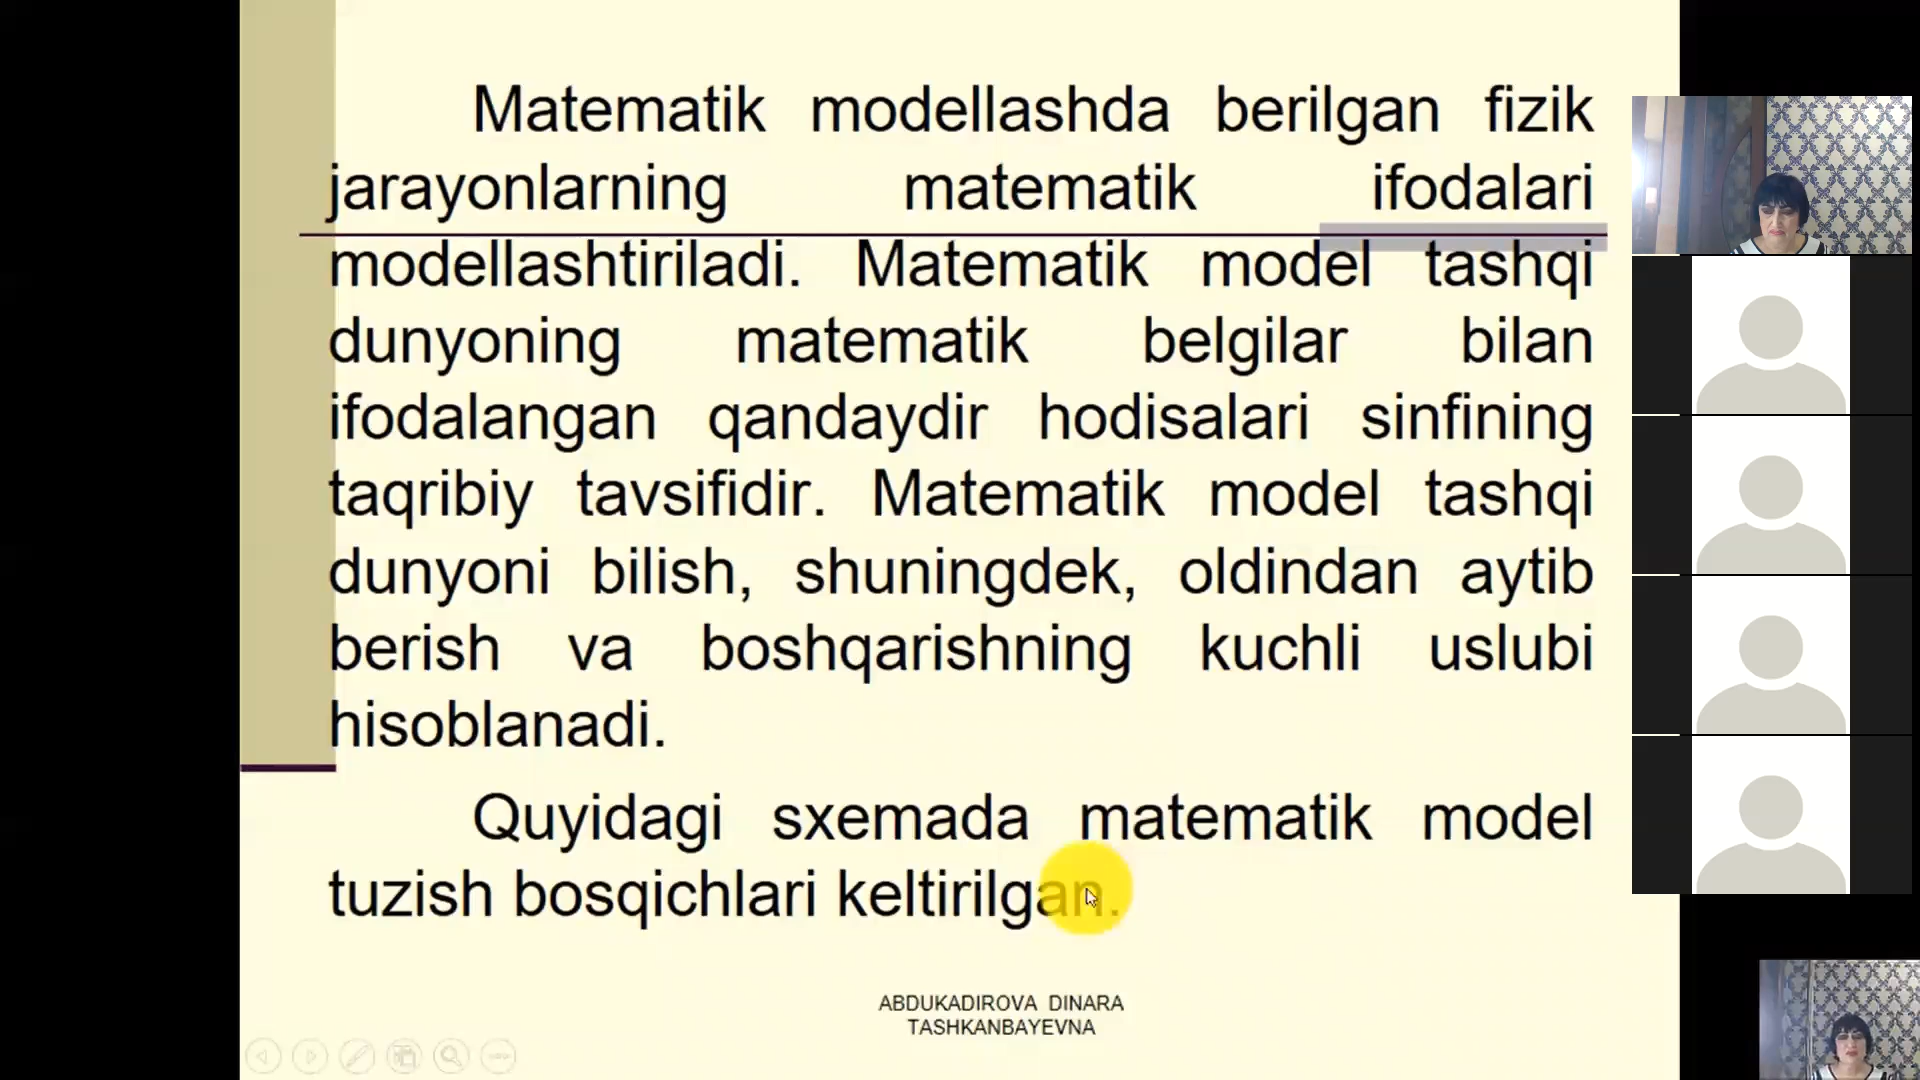 Matematik modellashda berilgan fizik
jarayonlarning matematik ifodalari
modellashtiriladi. Matematik model tashqi
dunyoning matematik belgilar bilan
ifodalangan qandaydir hodisalari sinfining
taqribiy tavsifidir. Matematik model tashqi
dunyoni bilish, shuningdek, oldindan aytib
berish va boshqarishning kuchli uslubi
hisoblanadi.
Quyidagi sxemada matematik model
tuzish bosqichlari keltirilgan.
ABDUKADIROVA DINARA
TASHKANBAYEVNA